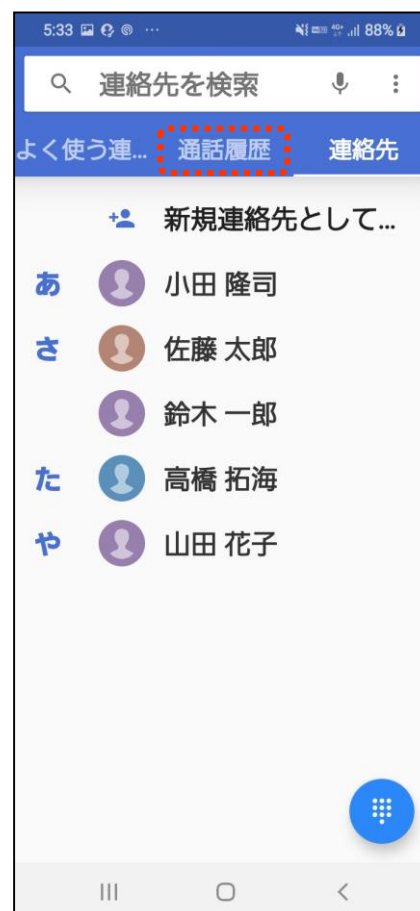 5:33 88%
連絡先を検索
よく使う連... 通話履歴 連絡先
新規連絡先として...
あ 小田 隆司
さ 佐藤 太郎
鈴木 一郎
た 高橋 拓海
や 山田 花子